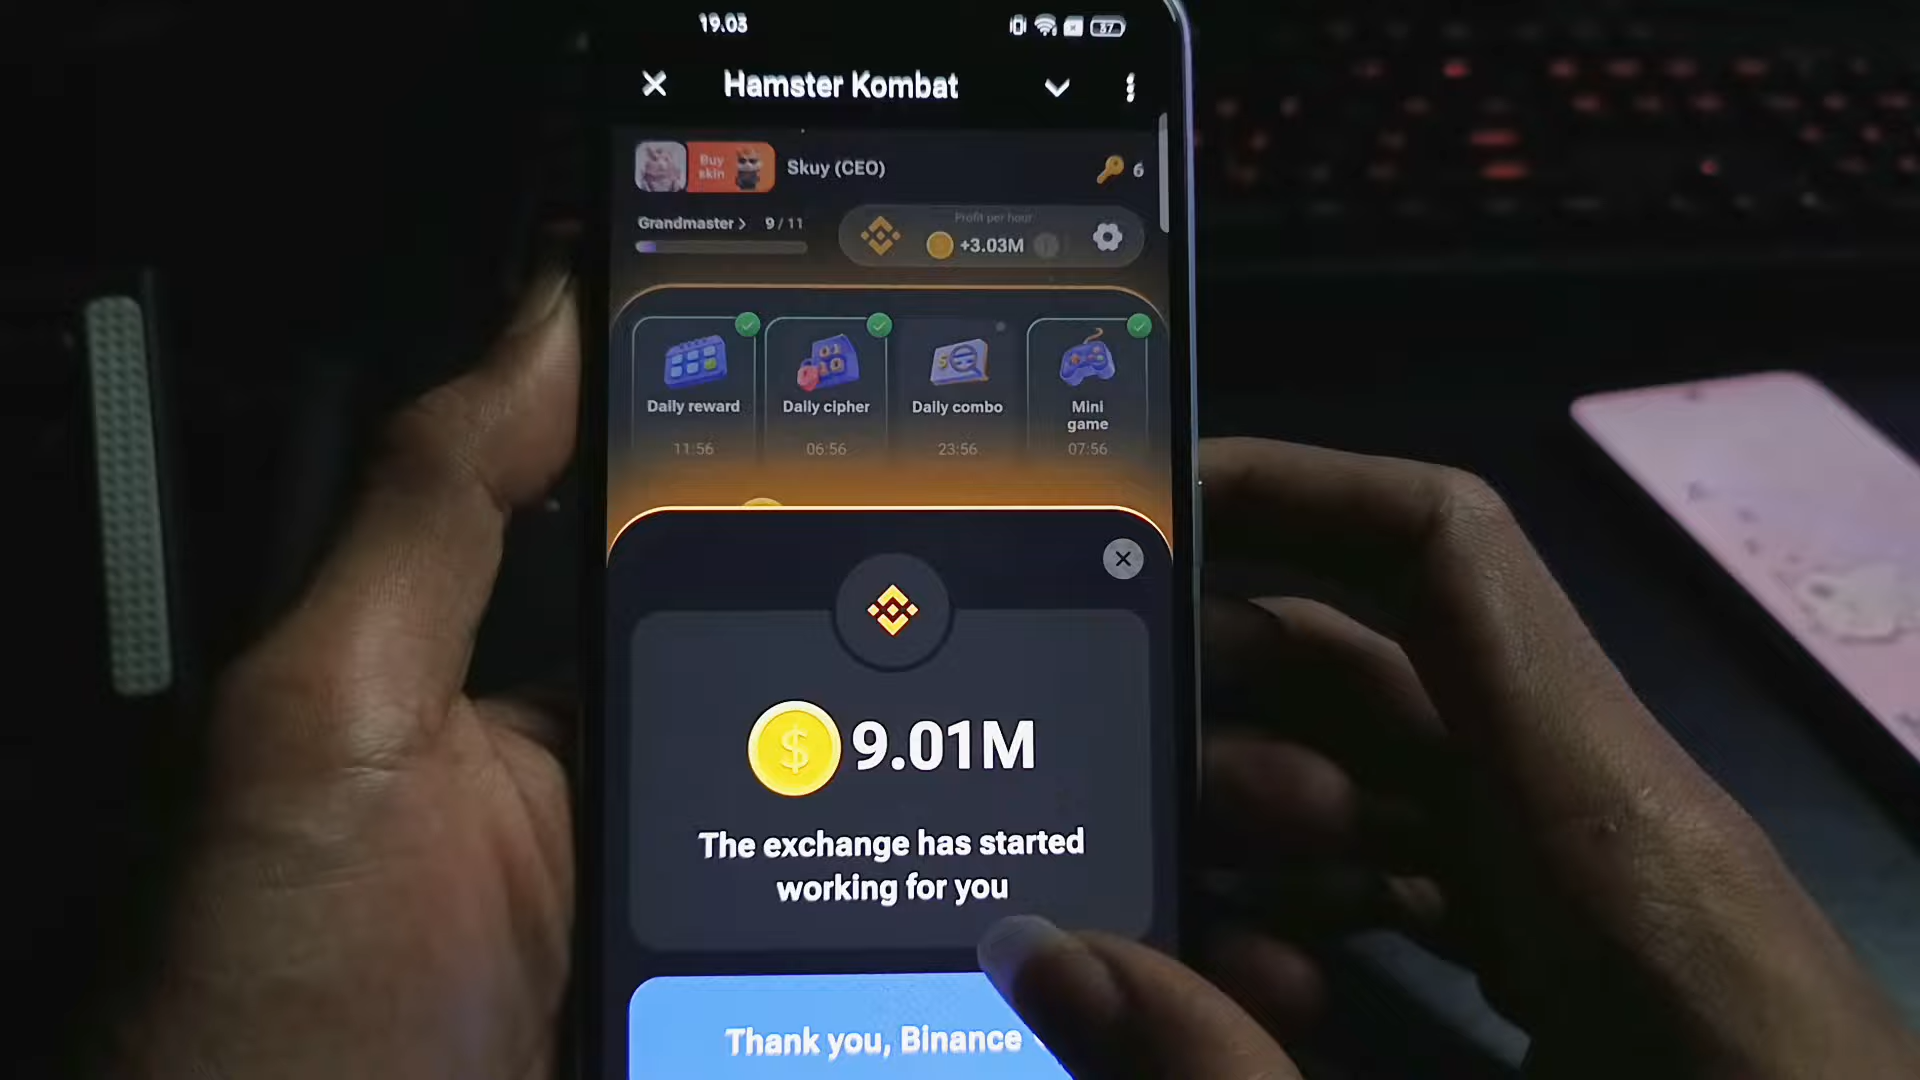 19.03
57
Hamster Kombat
Buy
skin
Skuy (CEO)
6
Grandmaster
9 / 11
Profit per hour
+3.03M
Daily reward
Daily cipher
Daily combo
Mini
game
11:56
06:56
23:56
07:56
9.01M
The exchange has started
working for you
Thank you, Binance